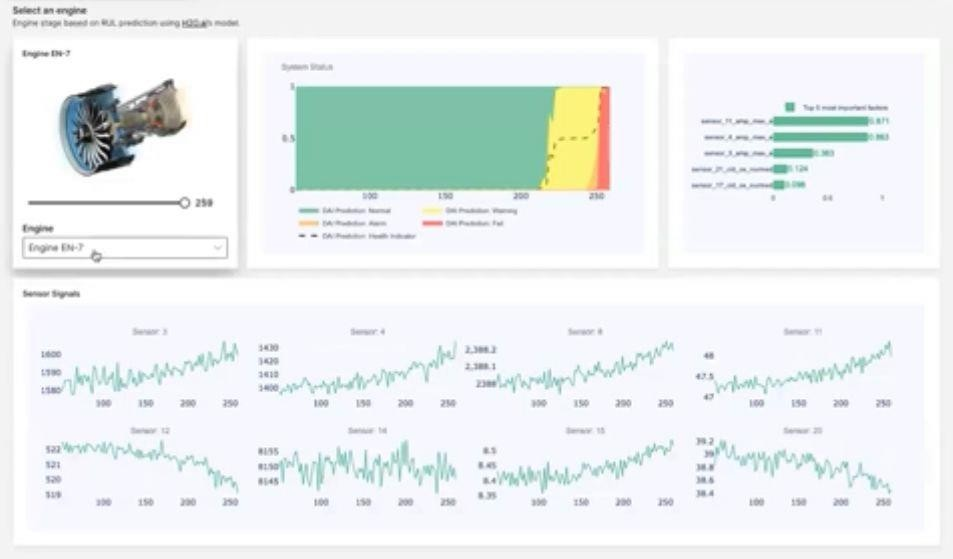 Select an engine
Engine stage based on RUL prediction using H2O.ai's model.
Engine EN-7
259
Engine
Engine EN-7
System Status
1
0.5
0
100
150
200
250
DAI Prediction: Normal
DAI Prediction: Warning
DAI Prediction: Alarm
DAI Prediction: Fail
DAI Prediction: Health Indicator
Top 5 most important factors
sensor_11_amp_max_a
0.871
sensor_4_amp_max_a
0.863
sensor_3_amp_max_a
0.363
0.124
0.098
0
0.5
1
Sensor Signals
Sensor: 3
1600
1590
1580
100 150 200 250
Sensor: 4
1430
1420
1410
1400
100 150 200 250
Sensor: 8
2,388.2
2,388.1
2388
100 150 200 250
Sensor: 11
48
47.5
47
100 150 200 250
Sensor: 12
522
521
520
519
100 150 200 250
Sensor: 14
8155
8150
8145
100 150 200 250
Sensor: 15
8.5
8.45
8.4
8.35
100 150 200 250
Sensor: 20
39.2
39
38.8
38.6
38.4
100 150 200 250